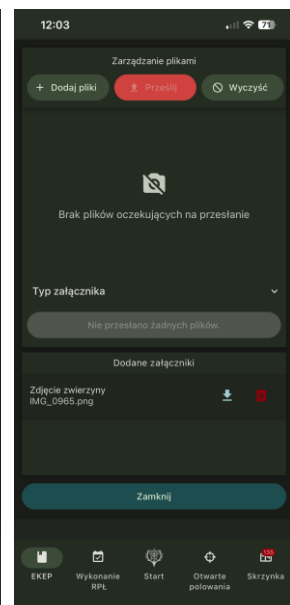 12:03
71
Zarządzanie plikami
+ Dodaj pliki
Prześlij
Wyczyść
Brak plików oczekujących na przesłanie
Typ załącznika
Nie przesłano żadnych plików.
Dodane załączniki
Zdjęcie zwierzyny
IMG_0965.png
Zamknij
135
EKEP
Wykonanie
RPŁ
Start
Otwarte
polowania
Skrzynka